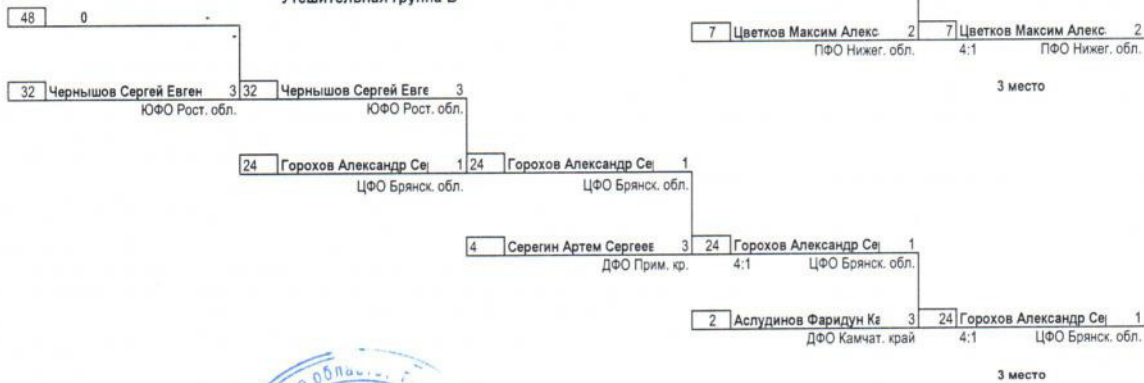 48 0 -
-
7 Цветков Максим Алекс. 2 7 Цветков Максим Алекс. 2
ПФО Нижег. обл. 4:1 ПФО Нижег. обл.
32 Чернышов Сергей Евген 3 32 Чернышов Сергей Евге 3
3 место
ЮФО Рост. обл. ЮФО Рост. обл.
24 Горохов Александр Се 1 24 Горохов Александр Се 1
ЦФО Брянск. обл. ЦФО Брянск. обл.
4 Серегин Артем Сергее 3 24 Горохов Александр Се 1
ДФО Прим. кр. 4:1 ЦФО Брянск. обл.
2 Аслудинов Фаридун Ка 3 24 Горохов Александр Се 1
ДФО Камчат. край 4:1 ЦФО Брянск. обл.
3 место